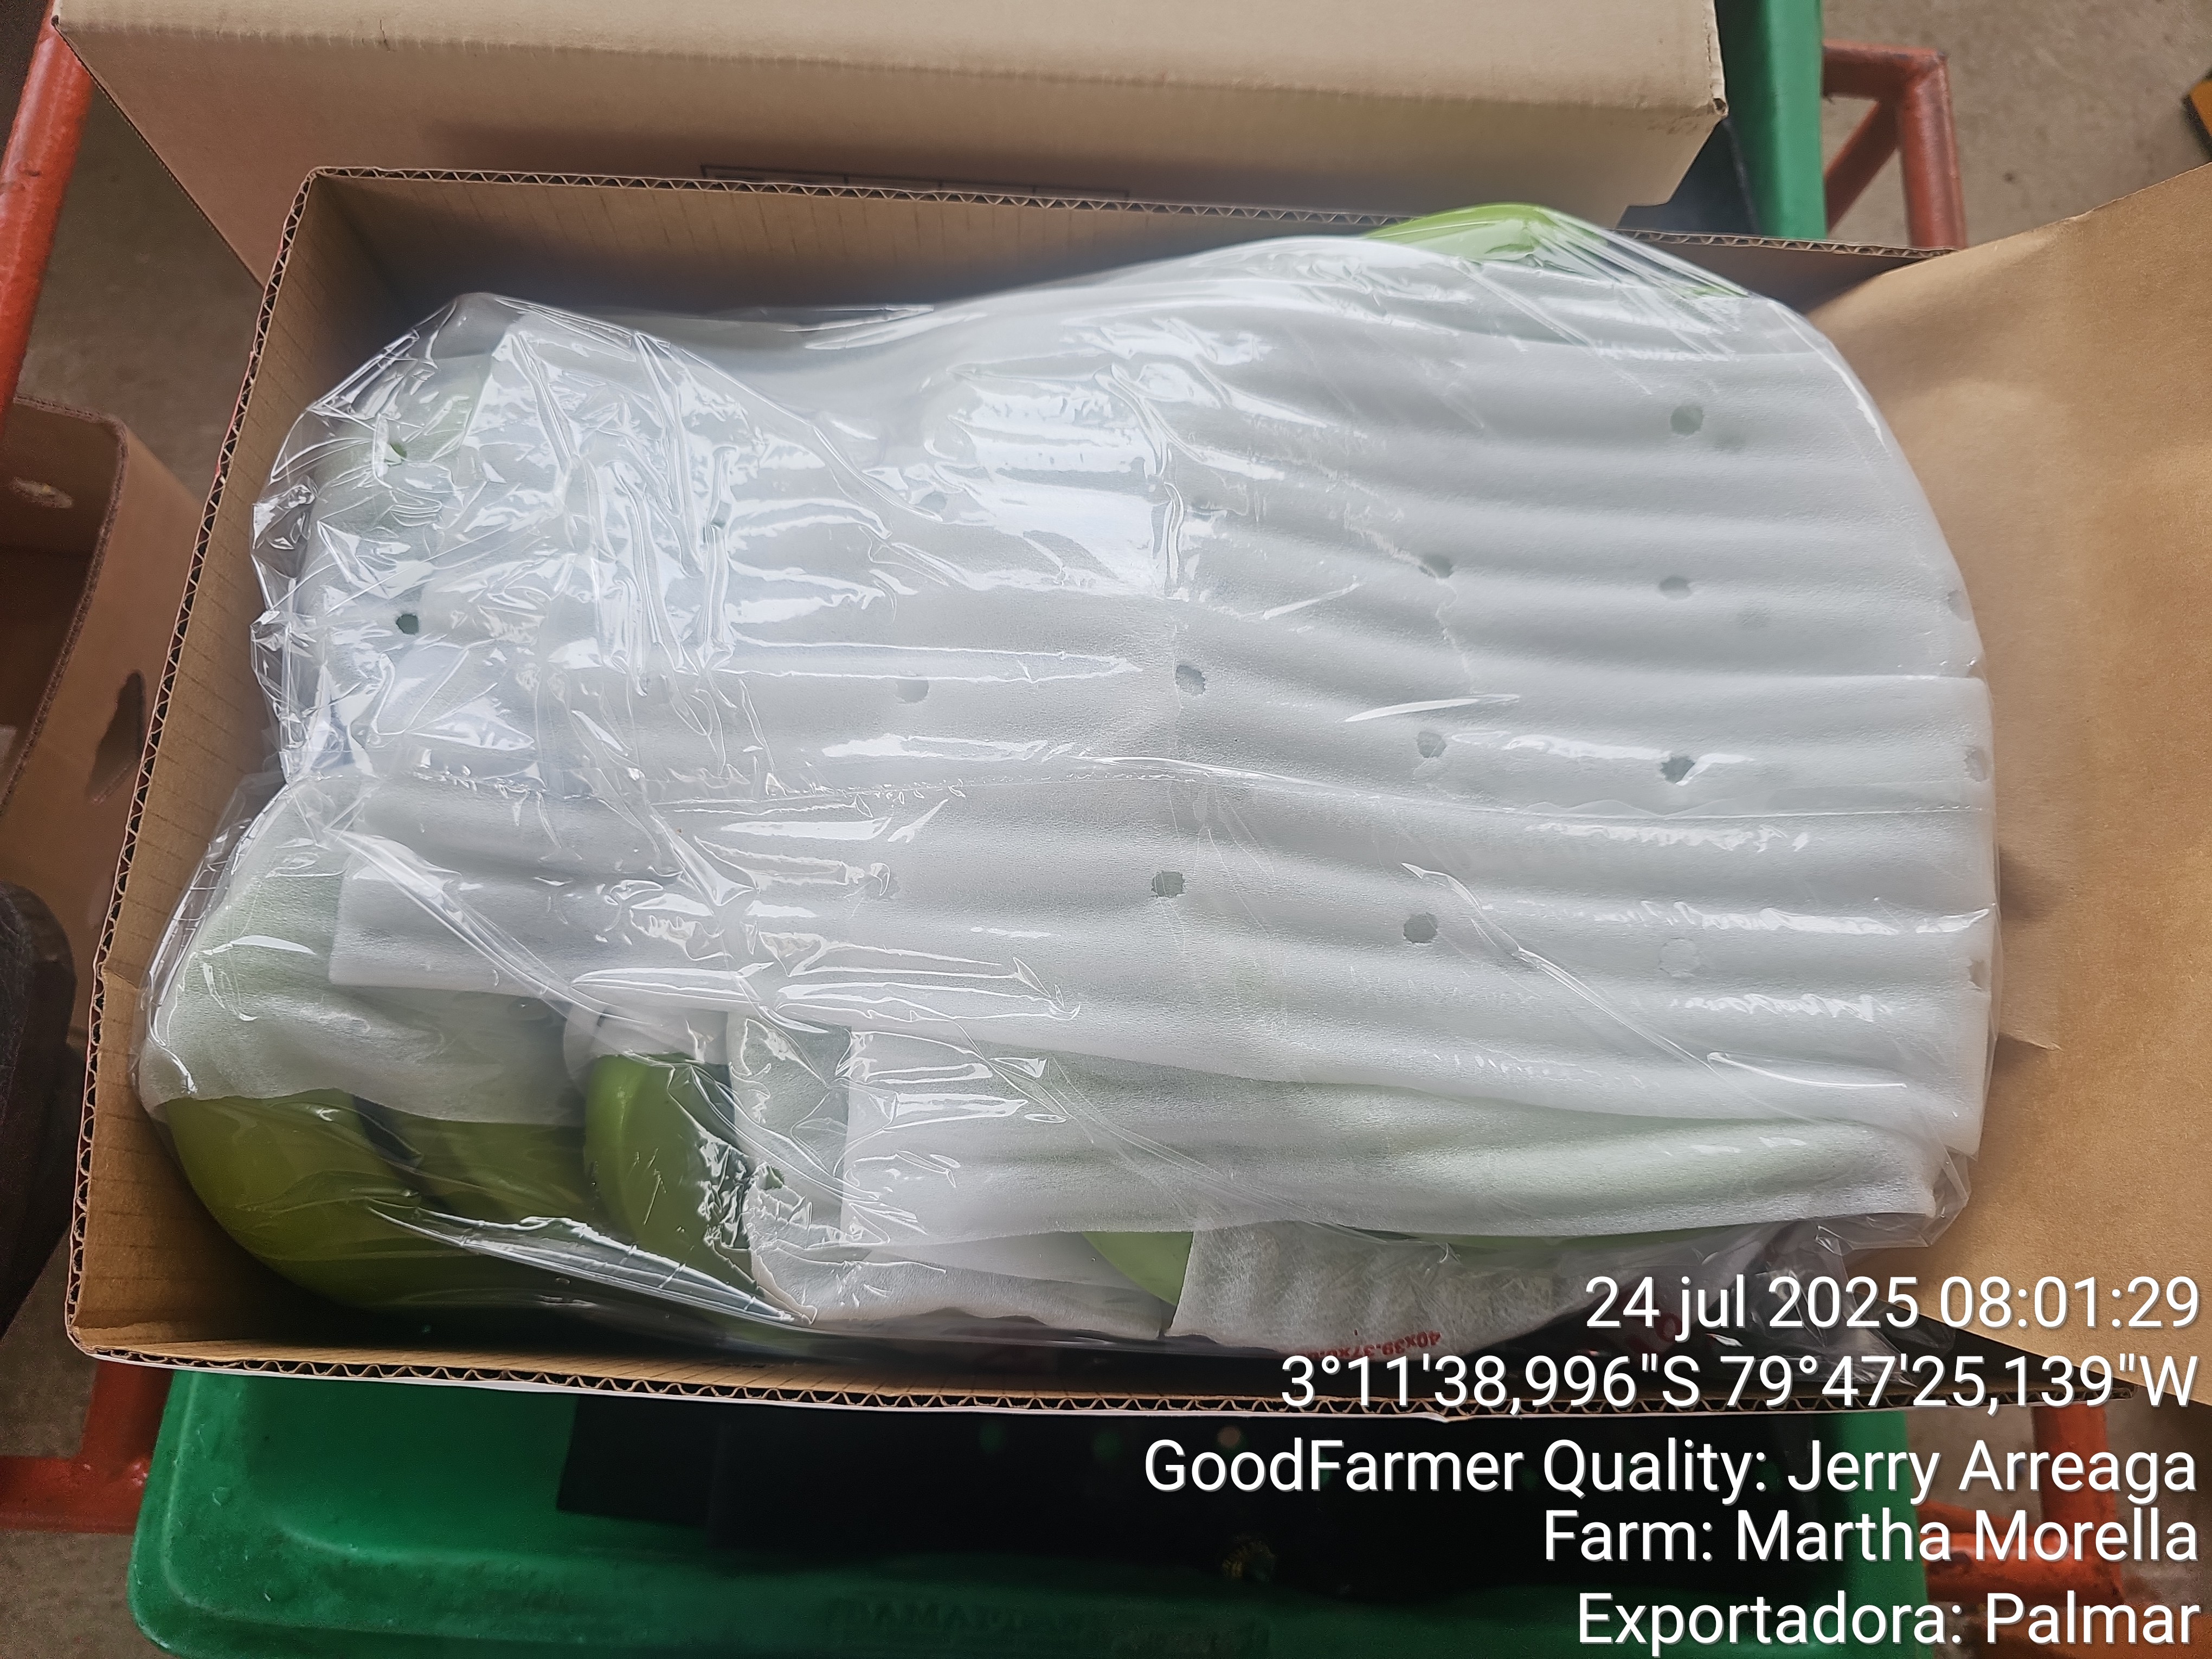 24 jul 2025 08:01:29
3°11'38,996"S 79°47'25,139"W
GoodFarmer Quality: Jerry Arreaga
Farm: Martha Morella
Exportadora: Palmar